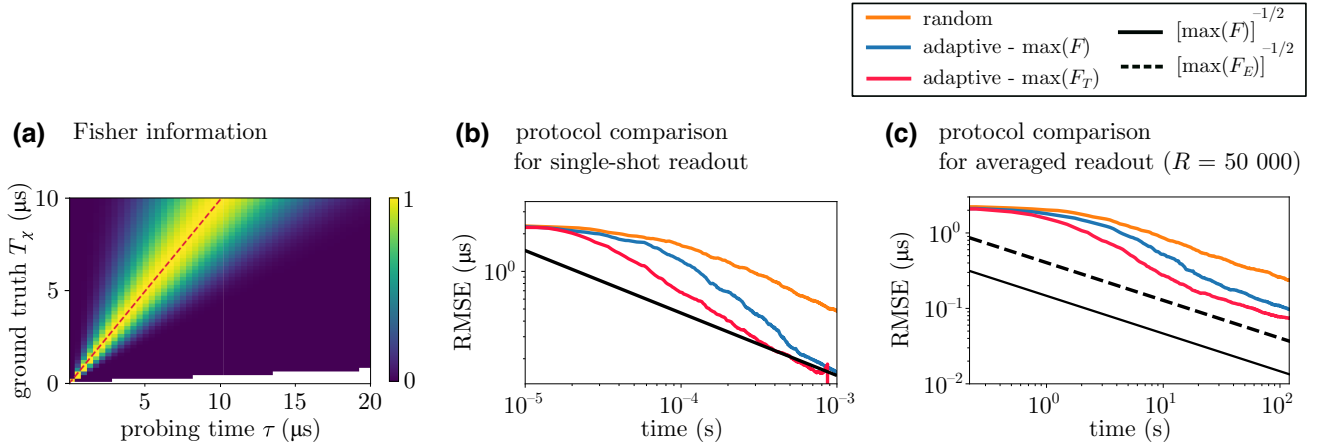 random
adaptive - max(F)
adaptive - max(F_T)
[max(F)]^{-1/2}
[max(F_E)]^{-1/2}
(a) Fisher information
ground truth T_χ (µs)
10
5
0
5
10
15
20
probing time τ (µs)
1
0
(b) protocol comparison
for single-shot readout
RMSE (µs)
10^0
10^{-5}
10^{-4}
10^{-3}
time (s)
(c) protocol comparison
for averaged readout (R = 50 000)
RMSE (µs)
10^0
10^{-1}
10^{-2}
10^0
10^1
10^2
time (s)